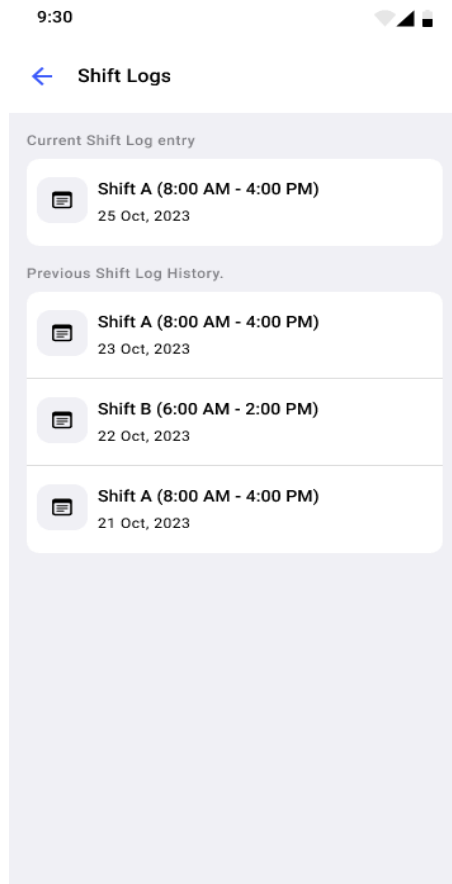 9:30
Shift Logs
Current Shift Log entry
Shift A (8:00 AM - 4:00 PM)
25 Oct, 2023
Previous Shift Log History.
Shift A (8:00 AM - 4:00 PM)
23 Oct, 2023
Shift B (6:00 AM - 2:00 PM)
22 Oct, 2023
Shift A (8:00 AM - 4:00 PM)
21 Oct, 2023